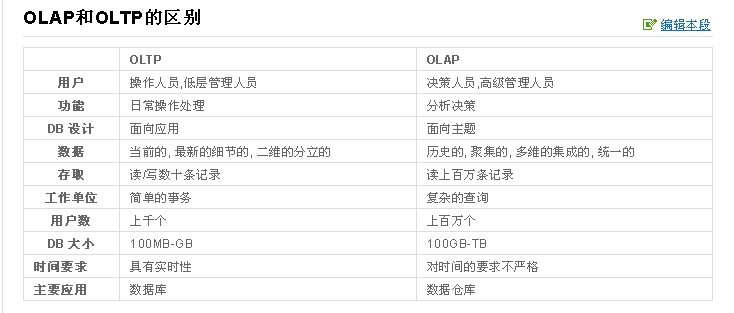 OLAP和OLTP的区别
编辑本段
OLTP OLAP
用户 操作人员,低层管理人员 决策人员,高级管理人员
功能 日常操作处理 分析决策
DB 设计 面向应用 面向主题
数据 当前的, 最新的细节的, 二维的分立的 历史的, 聚集的, 多维的集成的, 统一的
存取 读/写数十条记录 读上百万条记录
工作单位 简单的事务 复杂的查询
用户数 上千个 上百万个
DB 大小 100MB-GB 100GB-TB
时间要求 具有实时性 对时间的要求不严格
主要应用 数据库 数据仓库